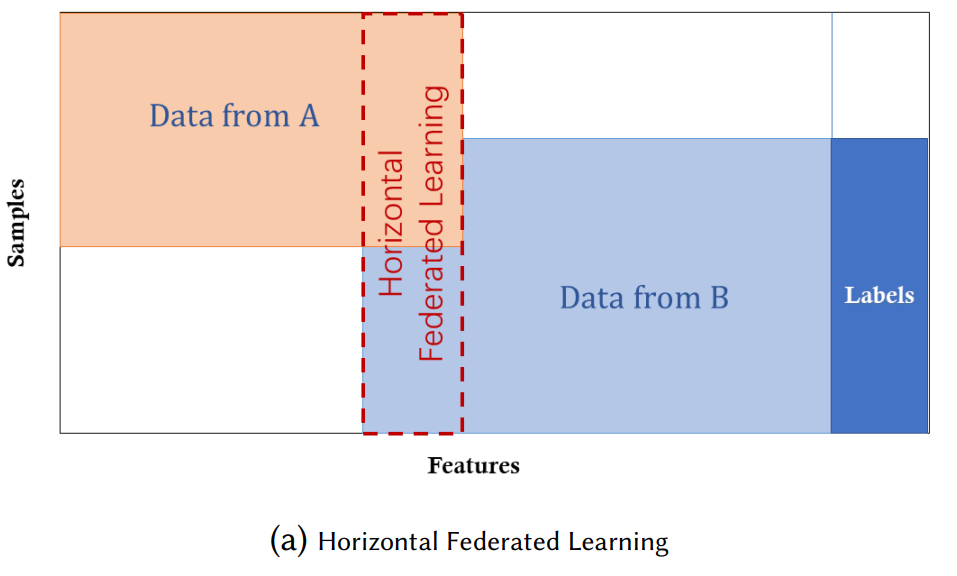 Data from A
Horizontal
Federated Learning
Samples
Data from B
Labels
Features
(a) Horizontal Federated Learning